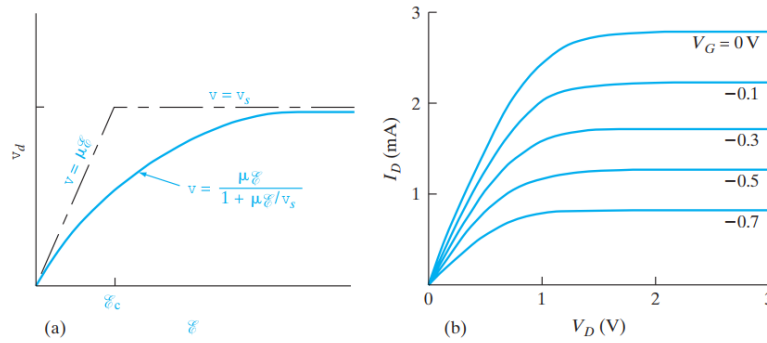 v_d
v = μℰ
v = v_s
v = μℰ / 1 + μℰ/v_s
ℰ_c
(a)
ℰ
I_D (mA)
3
2
1
0
V_G = 0 V
−0.1
−0.3
−0.5
−0.7
0
1
2
3
(b)
V_D (V)